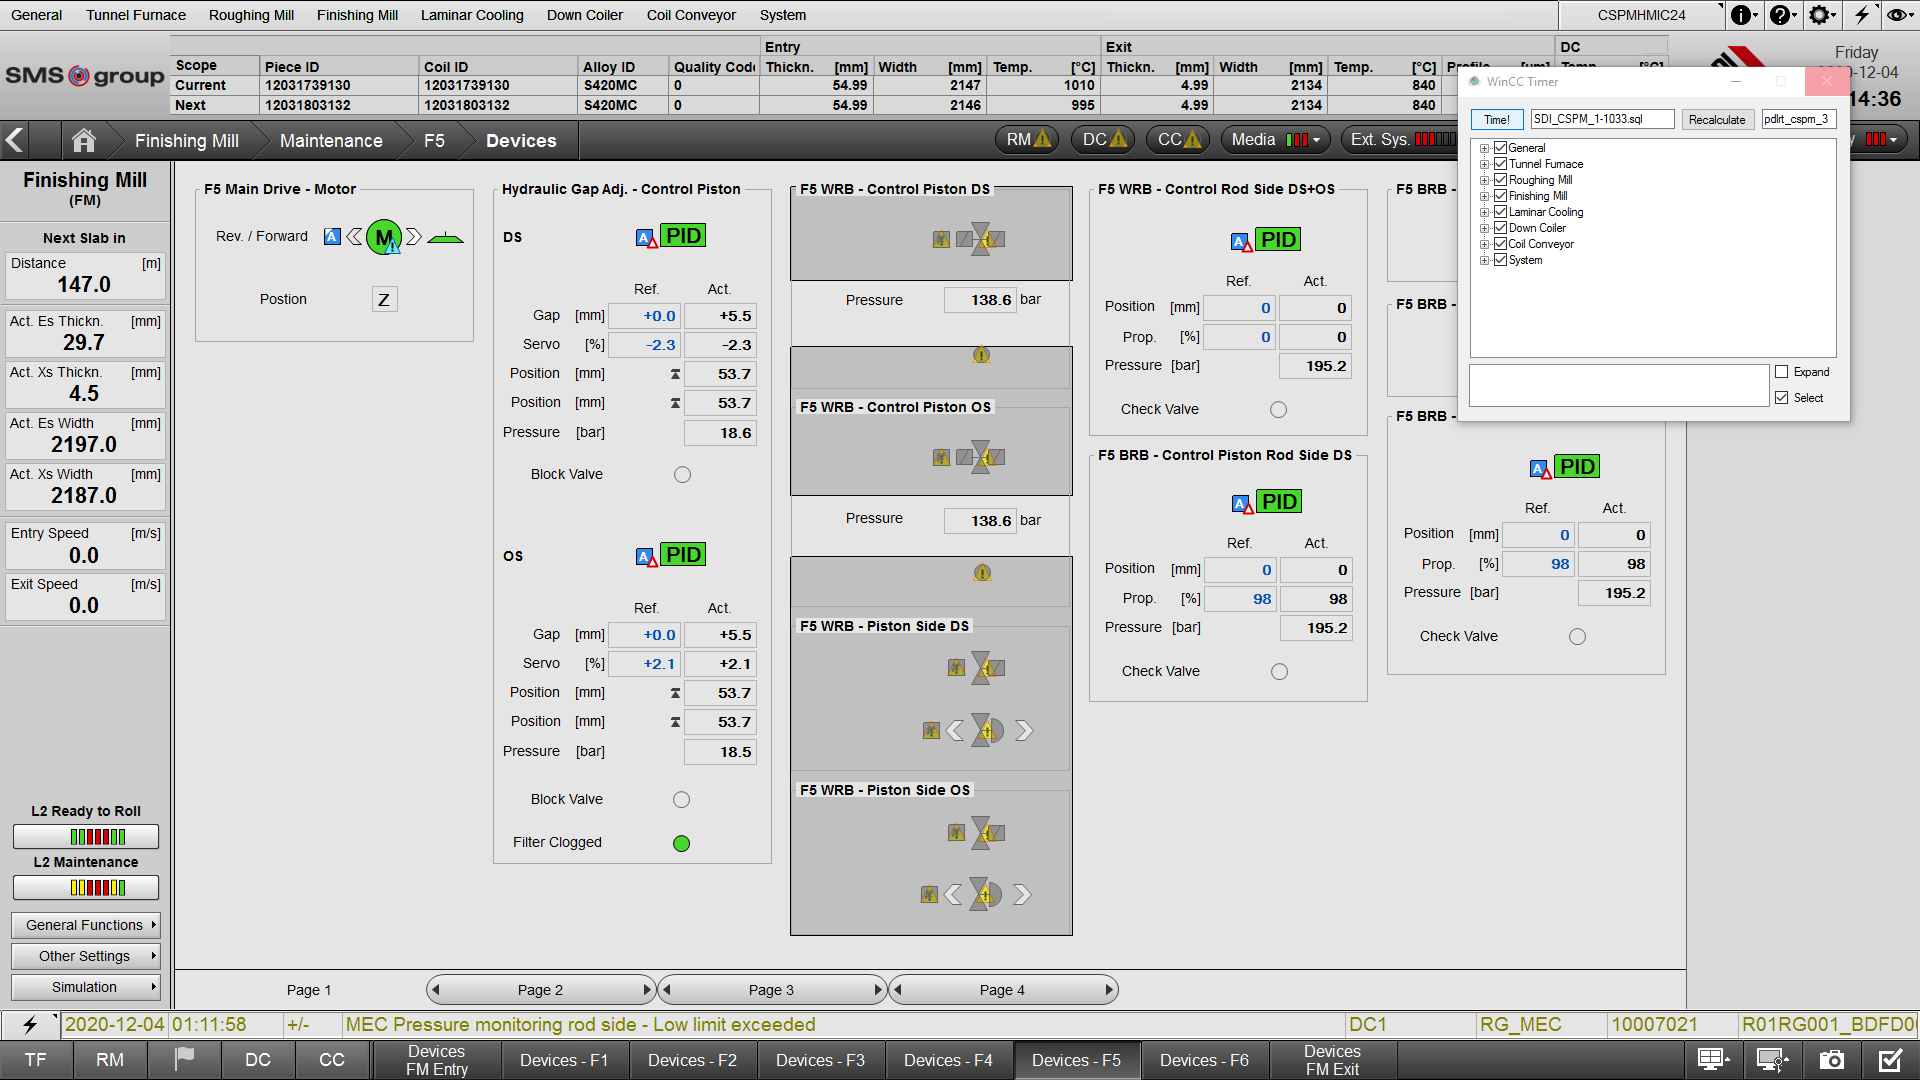 General Tunnel Furnace Roughing Mill Finishing Mill Laminar Cooling Down Coiler Coil Conveyor System CSPMHMIC24
SMS group
Entry Exit DC
Scope Piece ID Coil ID Alloy ID Quality Code Thickn. [mm] Width [mm] Temp. [°C] Thickn. [mm] Width [mm] Temp. [°C]
Current 12031739130 12031739130 S420MC 0 54.99 2147 1010 4.99 2134 840
Next 12031803132 12031803132 S420MC 0 54.99 2146 995 4.99 2134 840
Friday
-12-04
14:36
Finishing Mill Maintenance F5 Devices
RM DC CC Media Ext. Sys.
WinCC Timer
Time! SDI_CSPM_1-1033.sql Recalculate pdlrt_cspm_3
General
Tunnel Furnace
Roughing Mill
Finishing Mill
Laminar Cooling
Down Coiler
Coil Conveyor
System
Expand
Select
Finishing Mill
(FM)
Next Slab in
Distance [m]
147.0
Act. Es Thickn. [mm]
29.7
Act. Xs Thickn. [mm]
4.5
Act. Es Width [mm]
2197.0
Act. Xs Width [mm]
2187.0
Entry Speed [m/s]
0.0
Exit Speed [m/s]
0.0
L2 Ready to Roll
L2 Maintenance
General Functions
Other Settings
Simulation
F5 Main Drive - Motor
Rev. / Forward A M
Postion Z
Hydraulic Gap Adj. - Control Piston
DS A PID
Ref. Act.
Gap [mm] +0.0 +5.5
Servo [%] -2.3 -2.3
Position [mm] 53.7
Position [mm] 53.7
Pressure [bar] 18.6
Block Valve
OS A PID
Ref. Act.
Gap [mm] +0.0 +5.5
Servo [%] +2.1 +2.1
Position [mm] 53.7
Position [mm] 53.7
Pressure [bar] 18.5
Block Valve
Filter Clogged
F5 WRB - Control Piston DS
Pressure 138.6 bar
F5 WRB - Control Piston OS
Pressure 138.6 bar
F5 WRB - Piston Side DS
F5 WRB - Piston Side OS
F5 WRB - Control Rod Side DS+OS
A PID
Ref. Act.
Position [mm] 0 0
Prop. [%] 0 0
Pressure [bar] 195.2
Check Valve
F5 BRB - Control Piston Rod Side DS
A PID
Ref. Act.
Position [mm] 0 0
Prop. [%] 98 98
Pressure [bar] 195.2
Check Valve
F5 BRB -
F5 BRB -
F5 BRB -
A PID
Ref. Act.
Position [mm] 0 0
Prop. [%] 98 98
Pressure [bar] 195.2
Check Valve
Page 1 Page 2 Page 3 Page 4
2020-12-04 01:11:58 +/- MEC Pressure monitoring rod side - Low limit exceeded DC1 RG_MEC 10007021 R01RG001_BDFD0
TF RM DC CC Devices FM Entry Devices - F1 Devices - F2 Devices - F3 Devices - F4 Devices - F5 Devices - F6 Devices FM Exit